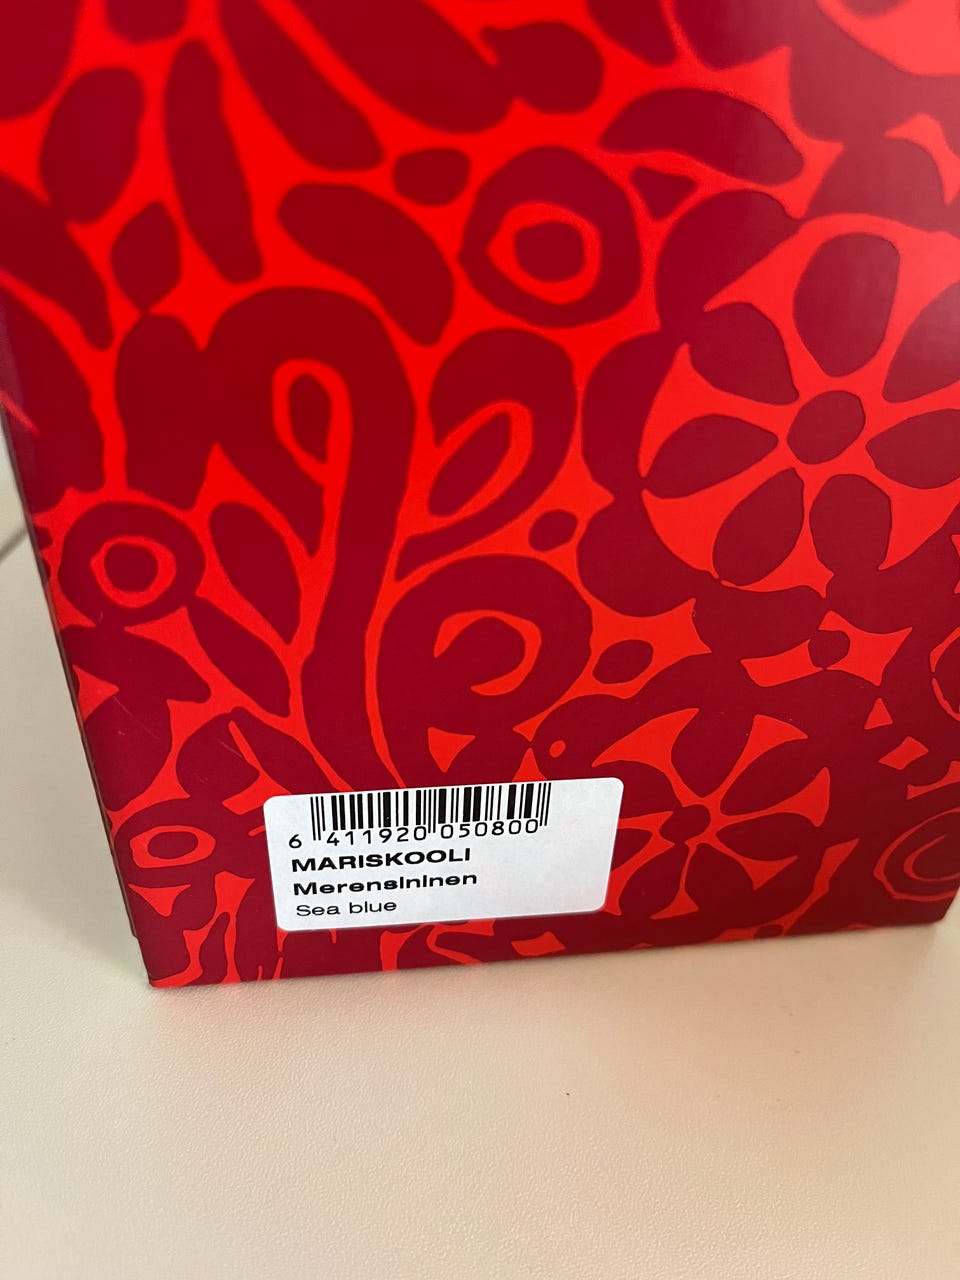 6 411920 050800
MARISKOOLI
Merensininen
Sea blue